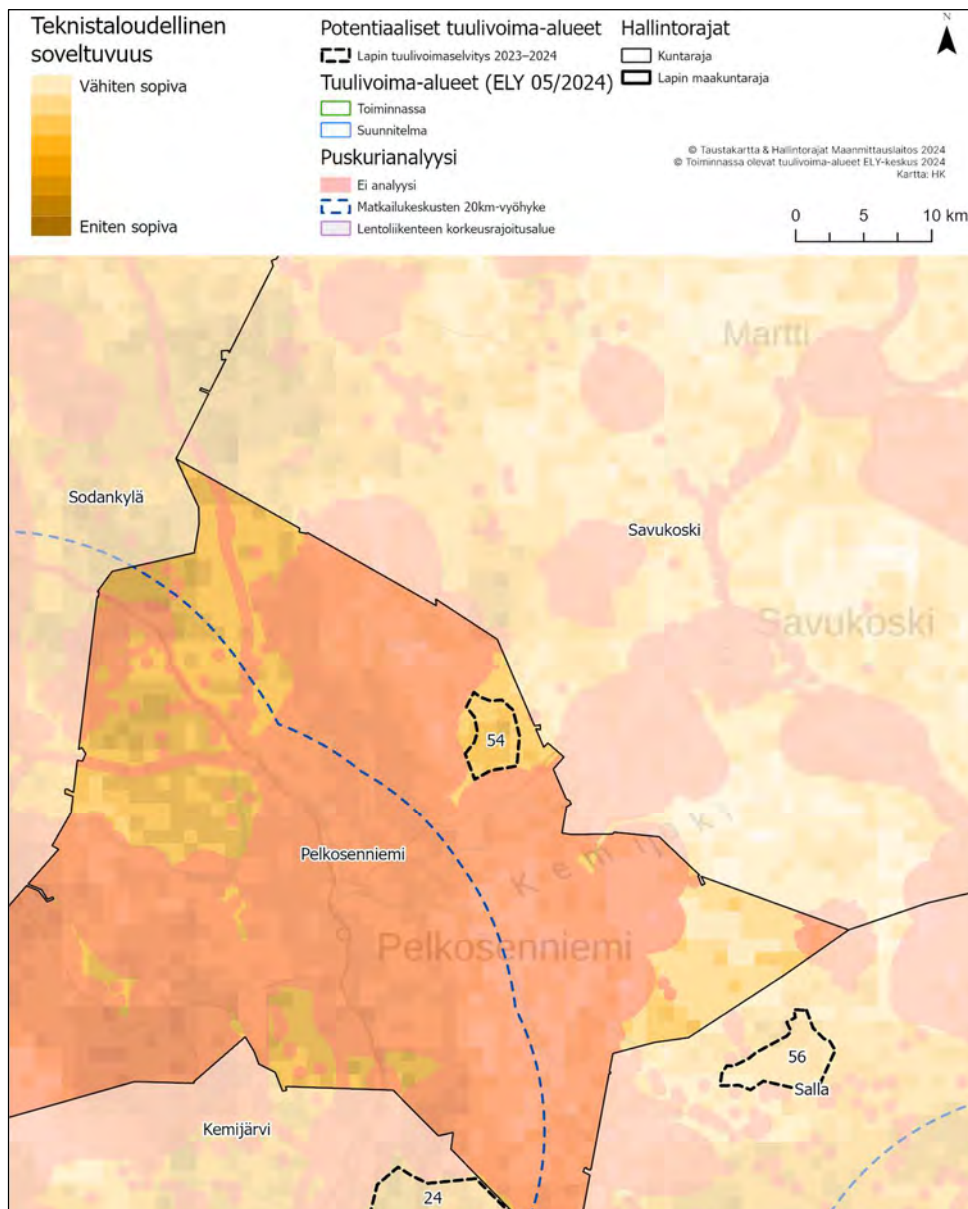 Teknistaloudellinen
soveltuvuus
Vähiten sopiva
Eniten sopiva
Potentiaaliset tuulivoima-alueet
Lapin tuulivoimaselvitys 2023–2024
Tuulivoima-alueet (ELY 05/2024)
Toiminnassa
Suunnitelma
Puskurianalyysi
Ei analyysi
Matkailukeskusten 20km-vyöhyke
Lentoliikenteen korkeusrajoitusalue
Hallintorajat
Kuntaraja
Lapin maakuntaraja
N
© Taustakartta & Hallintorajat Maanmittauslaitos 2024
© Toiminnassa olevat tuulivoima-alueet ELY-keskus 2024
Kartta: HK
0 5 10 km
Martti
Sodankylä
Savukoski
Savukoski
54
Kemijoki
Pelkosenniemi
Pelkosenniemi
56
Salla
Kemijärvi
24